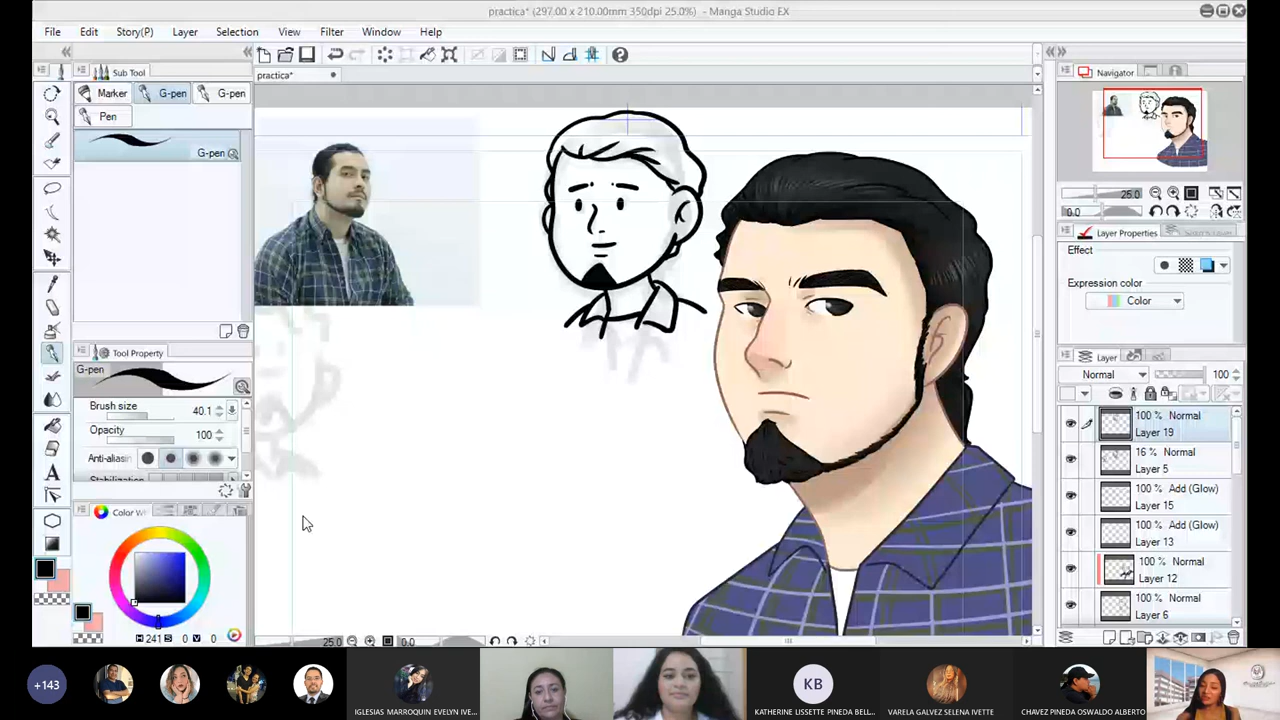 practica* (297.00 x 210.00mm 350dpi 25.0%) - Manga Studio EX
File Edit Story(P) Layer Selection View Filter Window Help
Sub Tool
practica*
Navigator
Marker G-pen G-pen
Pen
G-pen
25.0
0.0
Layer Properties
Effect
Expression color
Color
Tool Property
G-pen
Brush size 40.1
Opacity 100
Anti-aliasin
Layer
Normal 100
100 % Normal
Layer 19
16 % Normal
Layer 5
100 % Add (Glow)
Layer 15
100 % Add (Glow)
Layer 13
100 % Normal
Layer 12
100 % Normal
Layer 6
Color W
H 241 S 0 V 0
25.0 0.0
+143
KB
IGLESIAS MARROQUIN EVELYN IVE...
KATHERINE LISSETTE PINEDA BELL...
VARELA GALVEZ SELENA IVETTE
CHAVEZ PINEDA OSWALDO ALBERTO